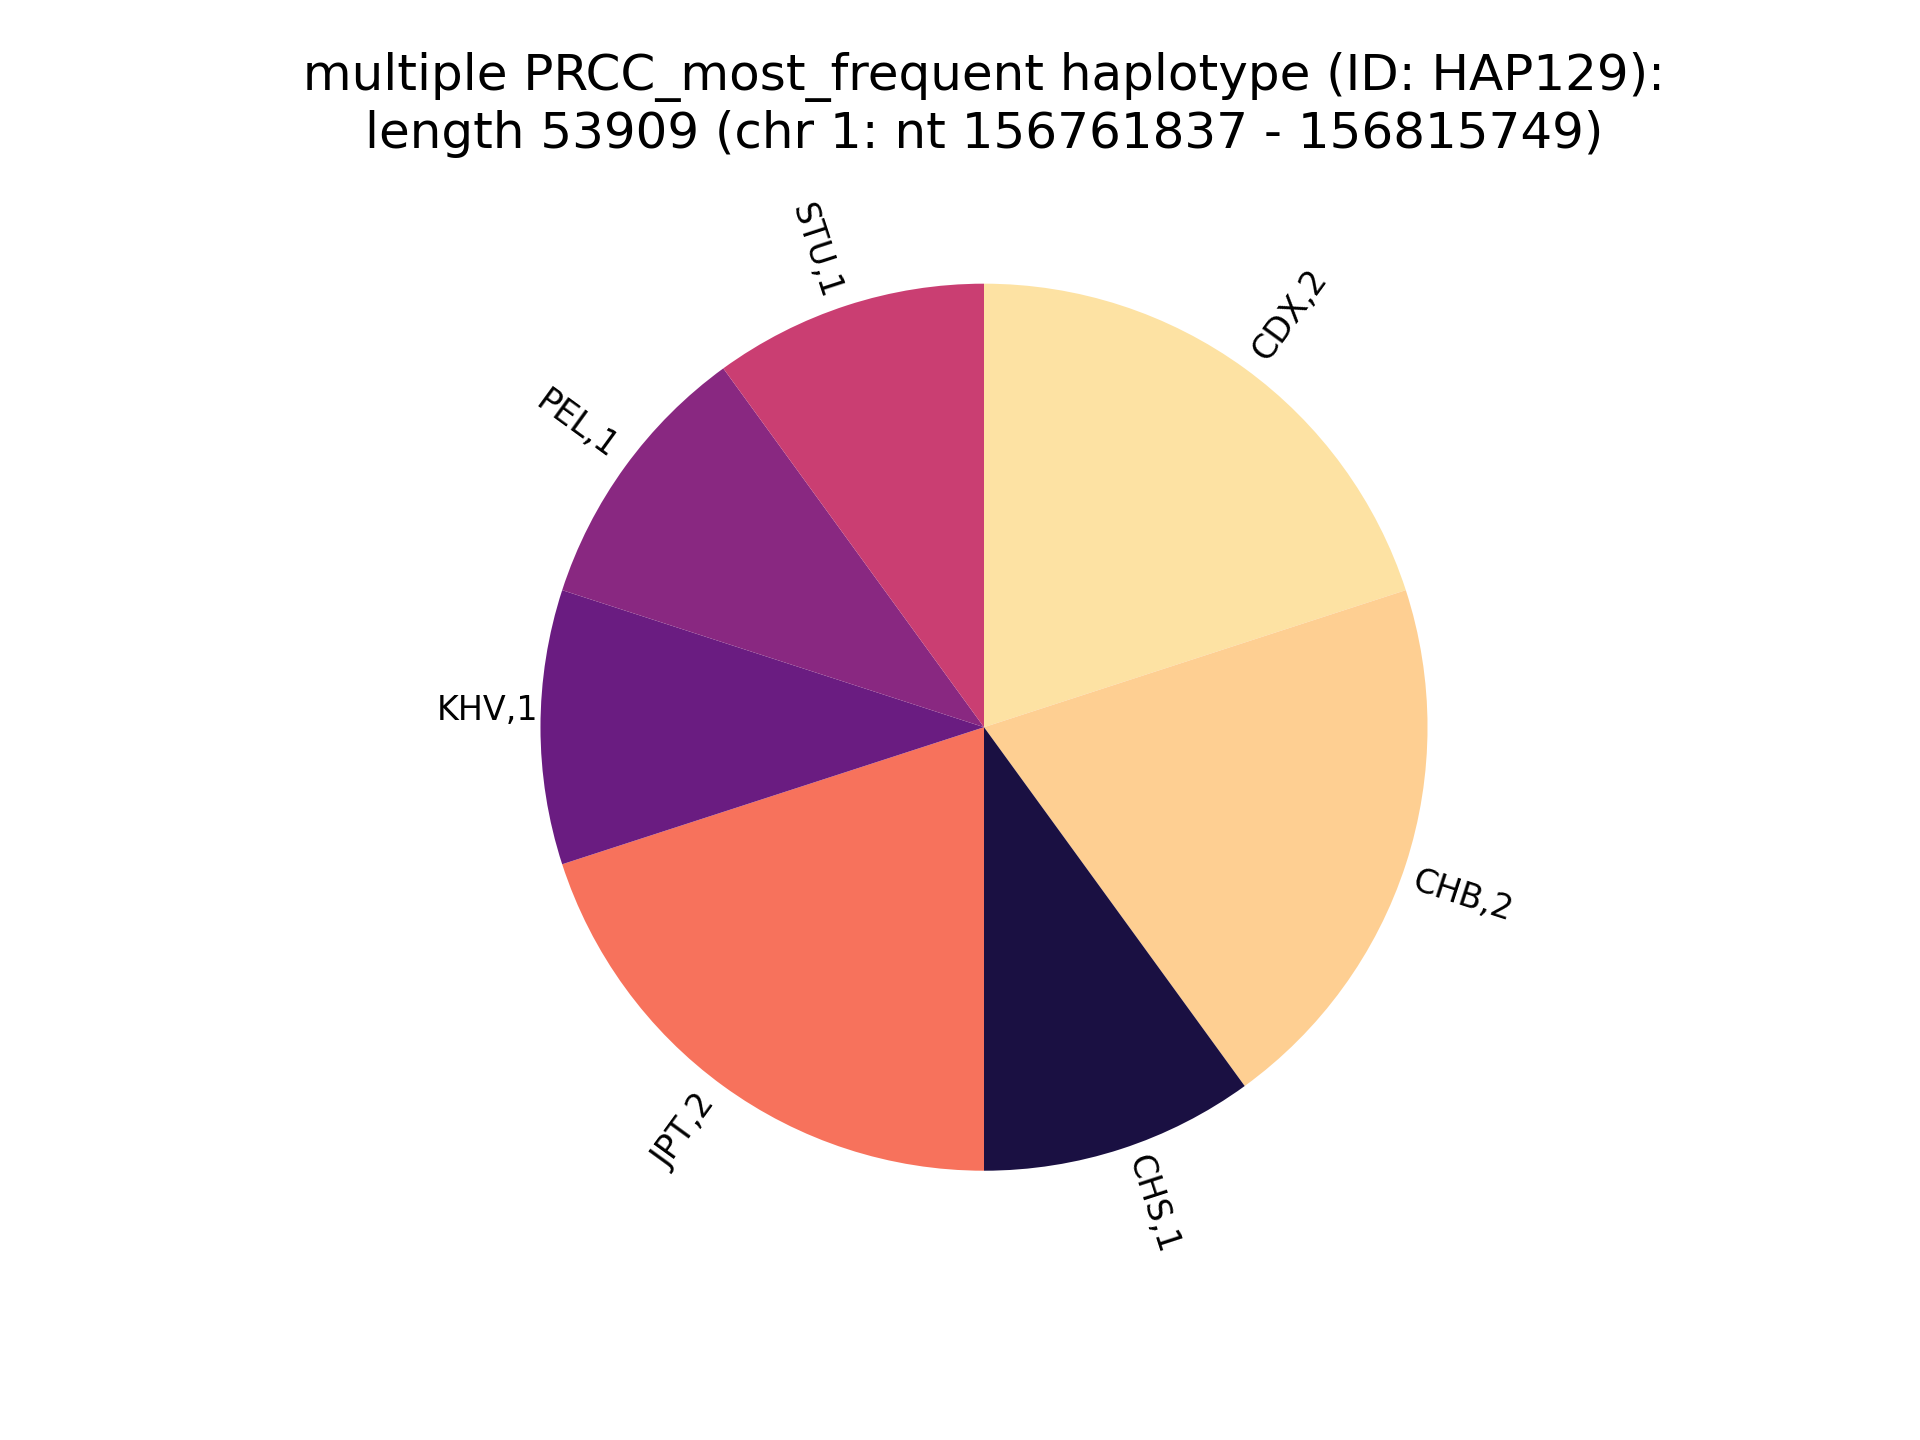 multiple PRCC_most_frequent haplotype (ID: HAP129):
length 53909 (chr 1: nt 156761837 - 156815749)
STU,1
CDX,2
PEL,1
KHV,1
CHB,2
JPT,2
CHS,1